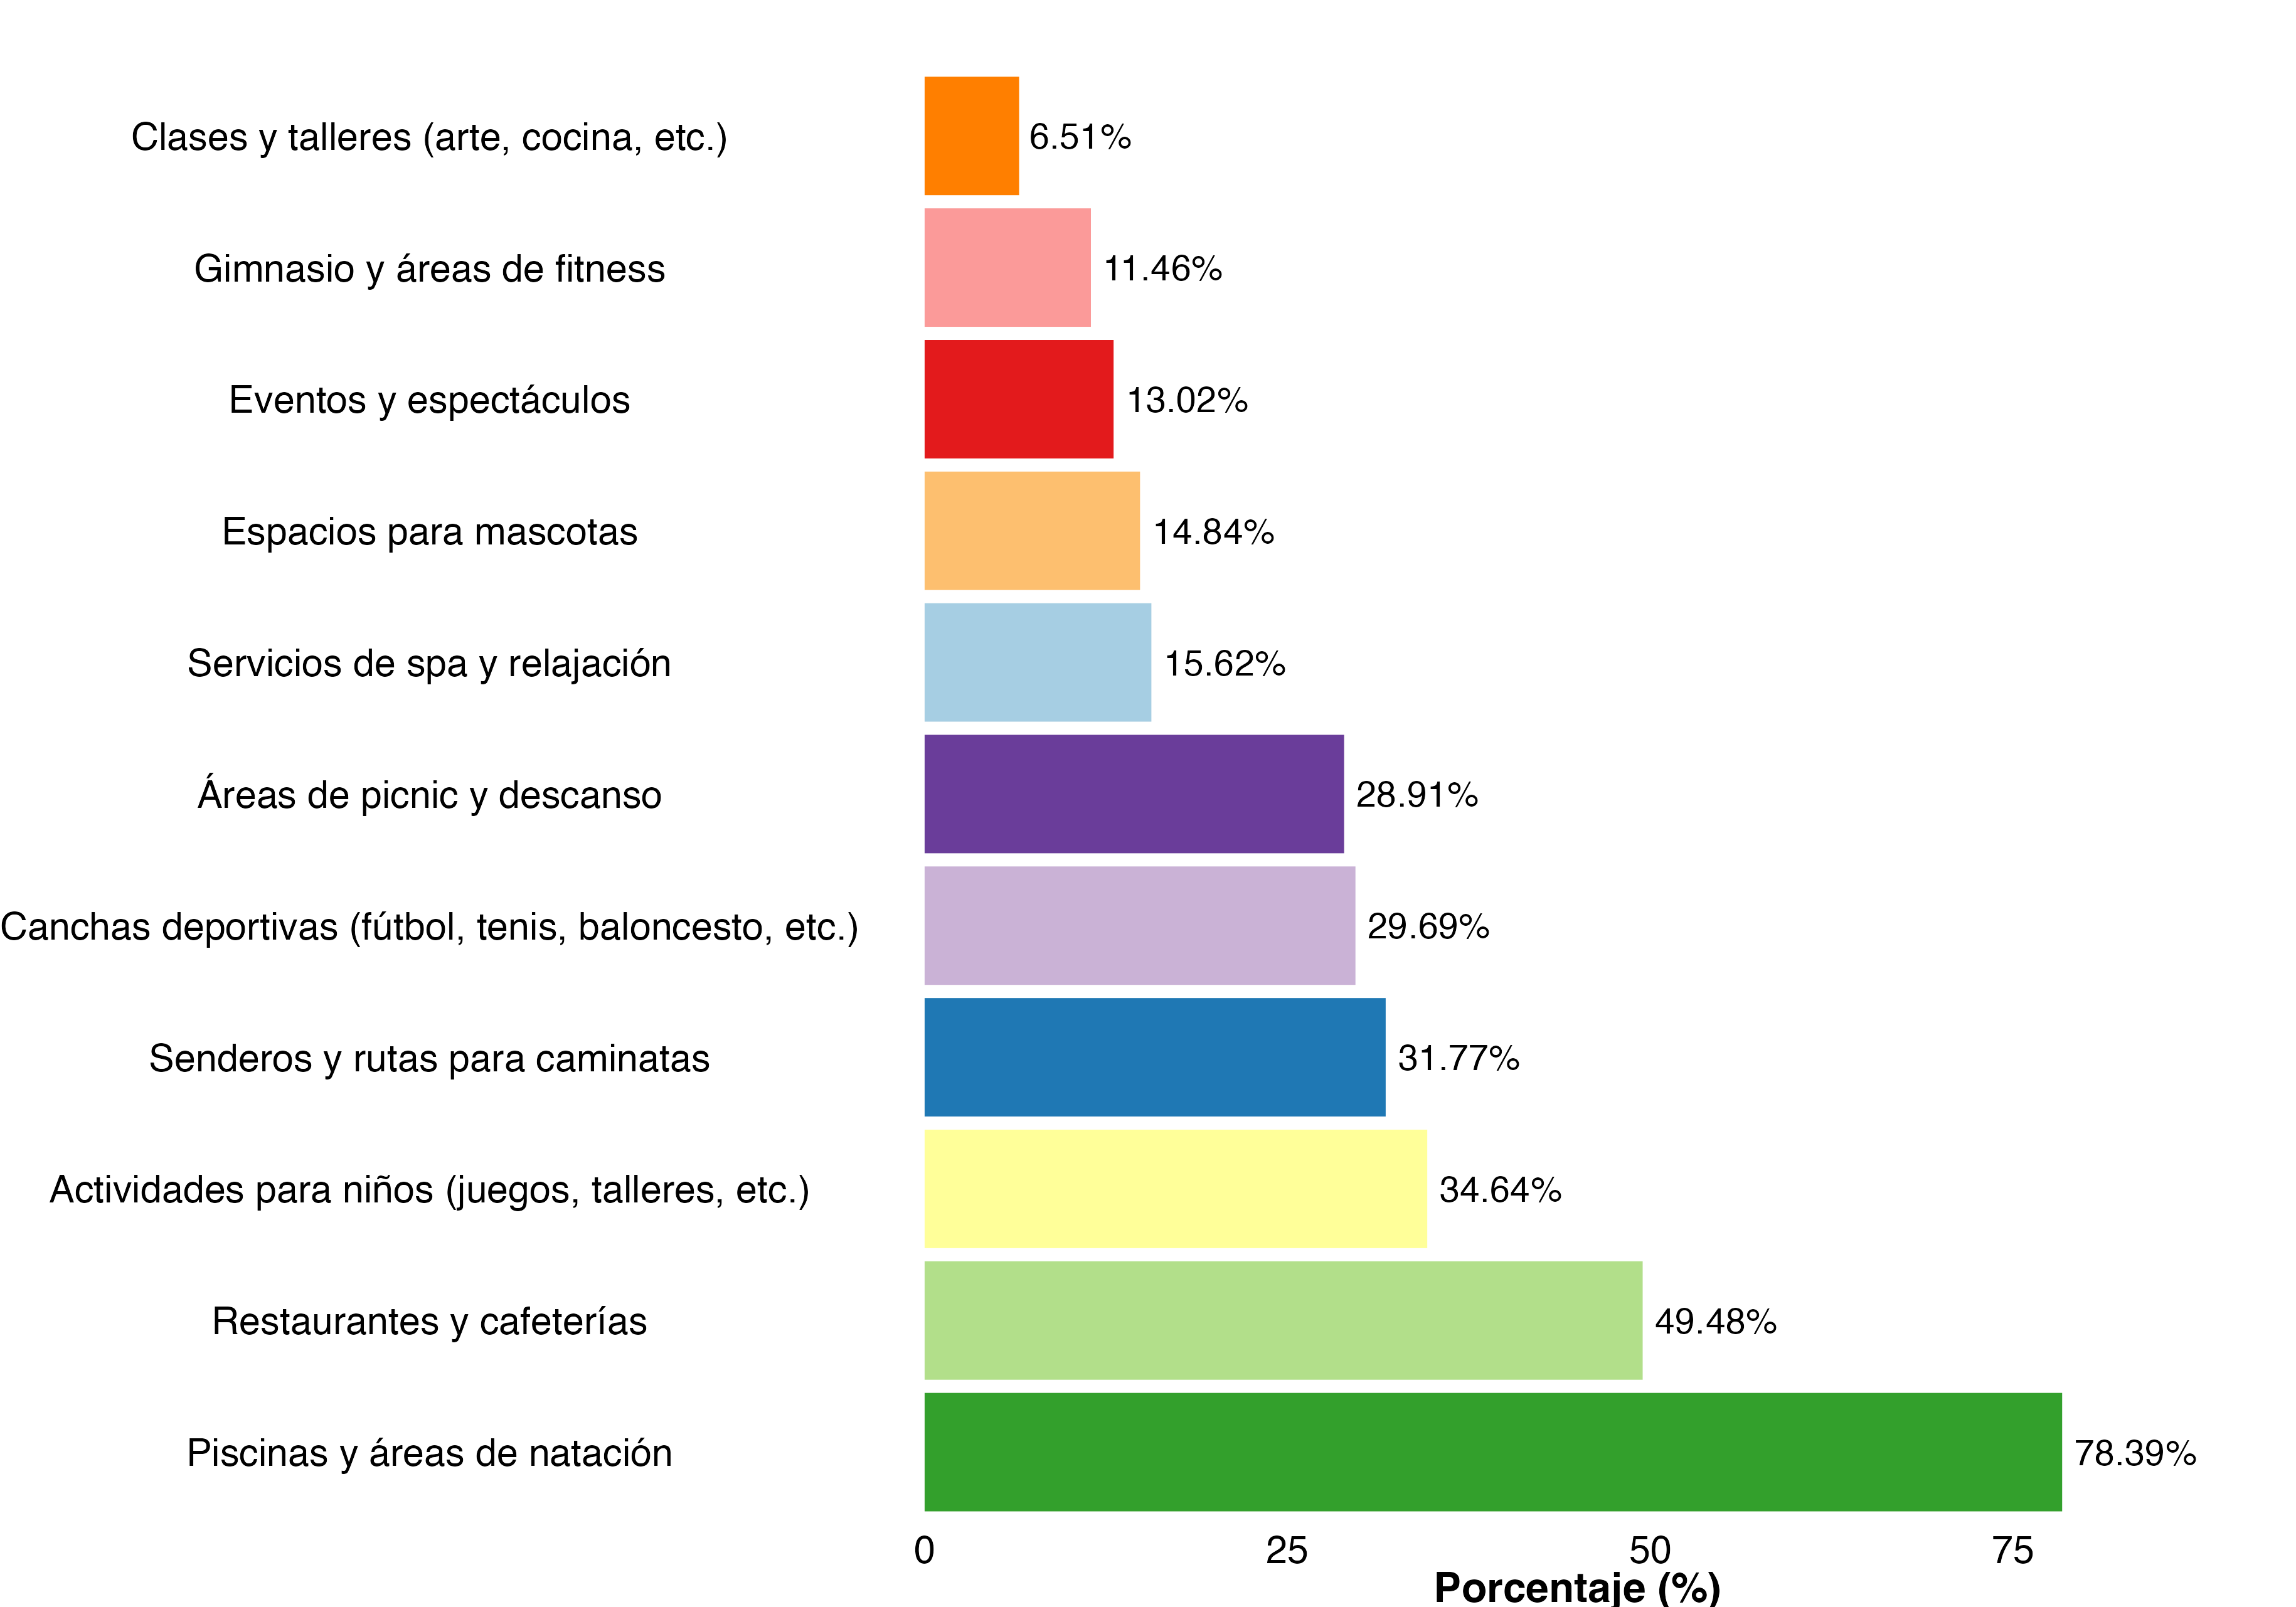 Clases y talleres (arte, cocina, etc.) 6.51%
Gimnasio y áreas de fitness 11.46%
Eventos y espectáculos 13.02%
Espacios para mascotas 14.84%
Servicios de spa y relajación 15.62%
Áreas de picnic y descanso 28.91%
Canchas deportivas (fútbol, tenis, baloncesto, etc.) 29.69%
Senderos y rutas para caminatas 31.77%
Actividades para niños (juegos, talleres, etc.) 34.64%
Restaurantes y cafeterías 49.48%
Piscinas y áreas de natación 78.39%
0 25 50 75
Porcentaje (%)